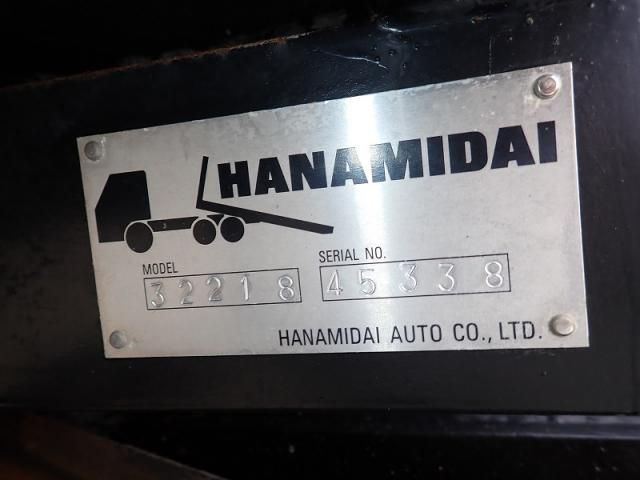 HANAMIDAI
MODEL SERIAL NO.
32218 45338
HANAMIDAI AUTO CO., LTD.